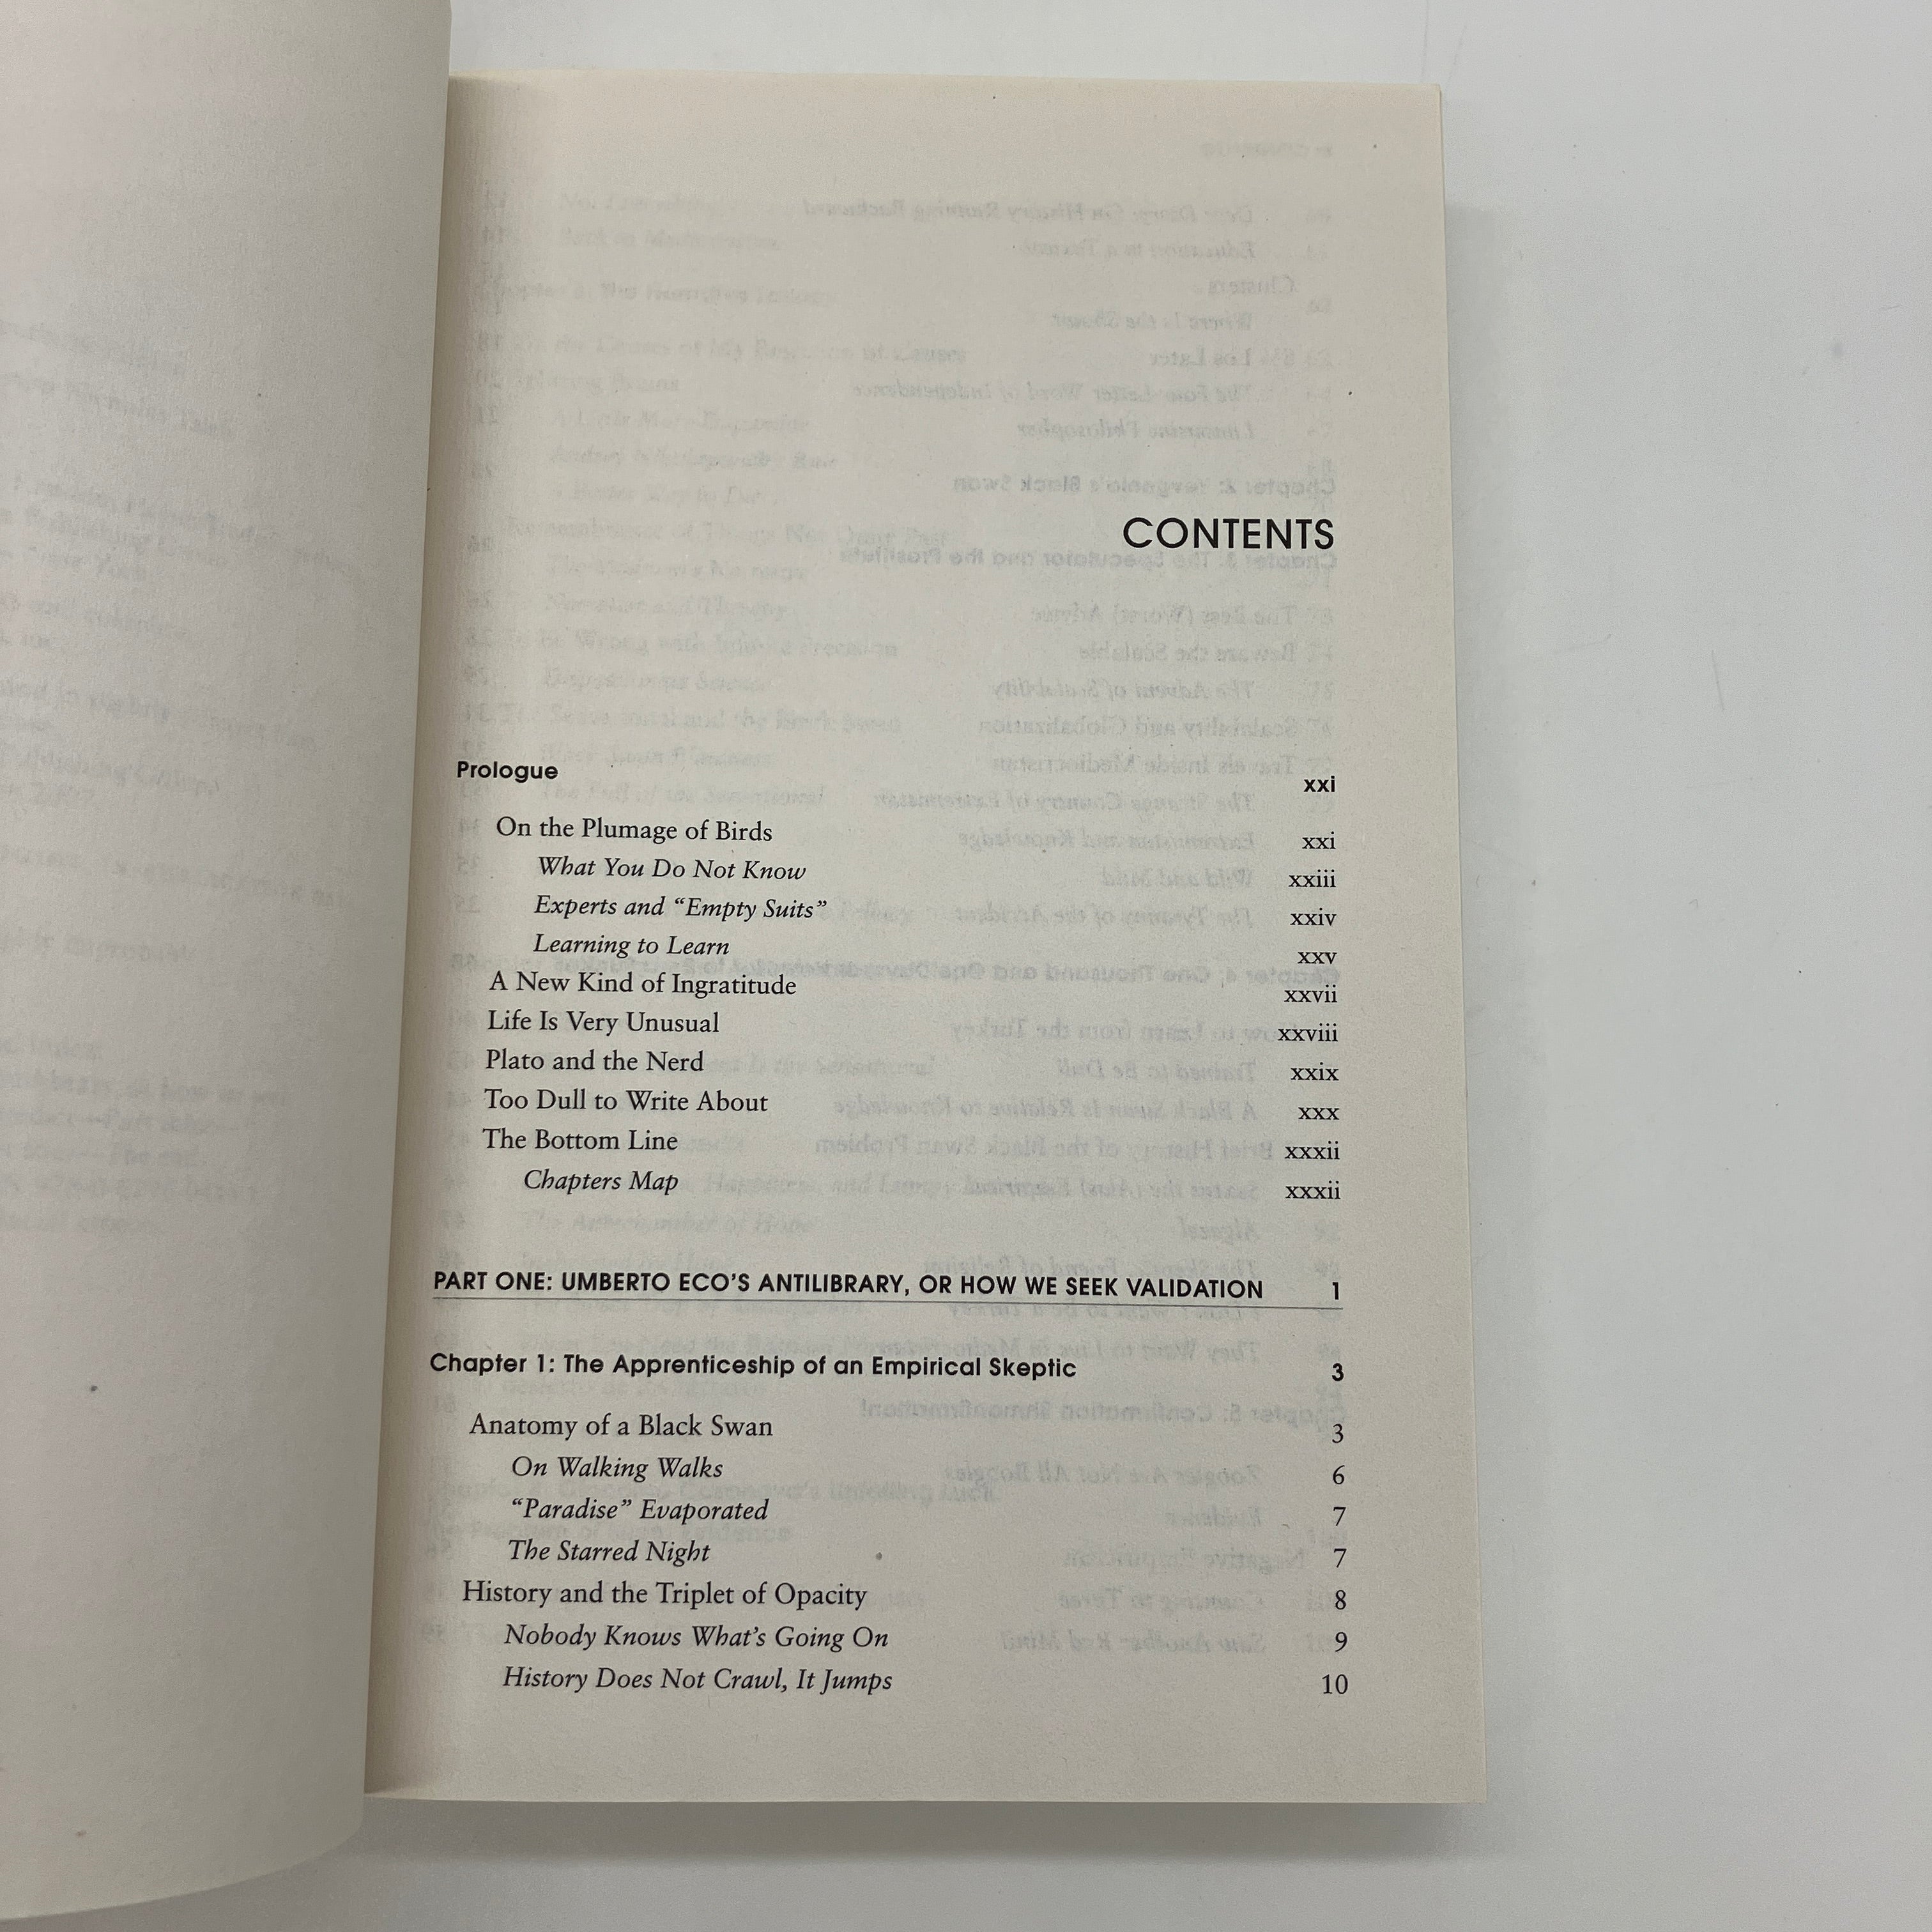 CONTENTS
Prologue xxi
On the Plumage of Birds xxi
What You Do Not Know xxiii
Experts and “Empty Suits” xxiv
Learning to Learn xxv
A New Kind of Ingratitude xxvii
Life Is Very Unusual xxviii
Plato and the Nerd xxix
Too Dull to Write About xxx
The Bottom Line xxxii
Chapters Map xxxii
PART ONE: UMBERTO ECO’S ANTILIBRARY, OR HOW WE SEEK VALIDATION 1
Chapter 1: The Apprenticeship of an Empirical Skeptic 3
Anatomy of a Black Swan 3
On Walking Walks 6
“Paradise” Evaporated 7
The Starred Night 7
History and the Triplet of Opacity 8
Nobody Knows What’s Going On 9
History Does Not Crawl, It Jumps 10